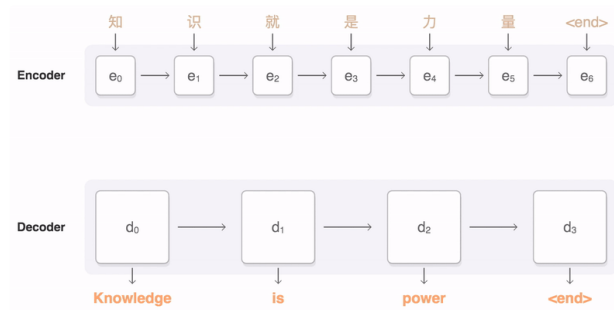 知 识 就 是 力 量 <end>
Encoder e₀ e₁ e₂ e₃ e₄ e₅ e₆
Decoder d₀ d₁ d₂ d₃
Knowledge is power <end>